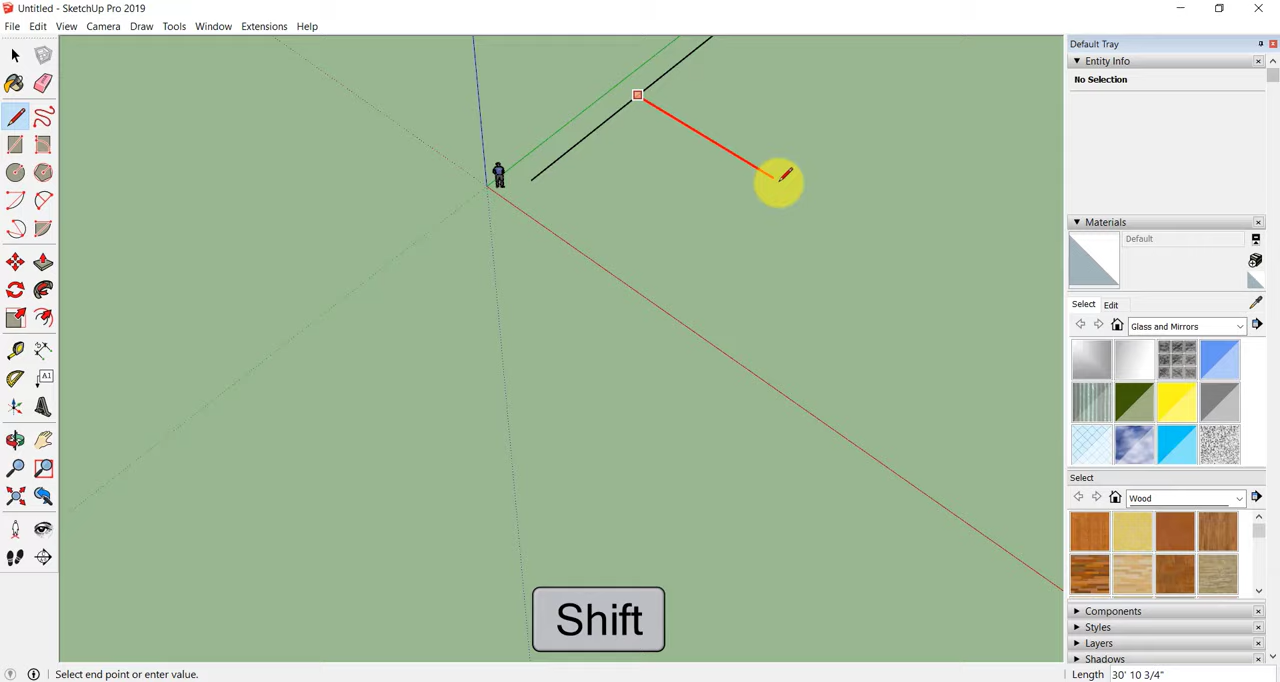 Untitled - SketchUp Pro 2019
File Edit View Camera Draw Tools Window Extensions Help
Default Tray
Entity Info
No Selection
Materials
Default
Select Edit
Glass and Mirrors
Select
Wood
Components
Styles
Layers
Shadows
A1
Shift
Select end point or enter value.
Length 30' 10 3/4"